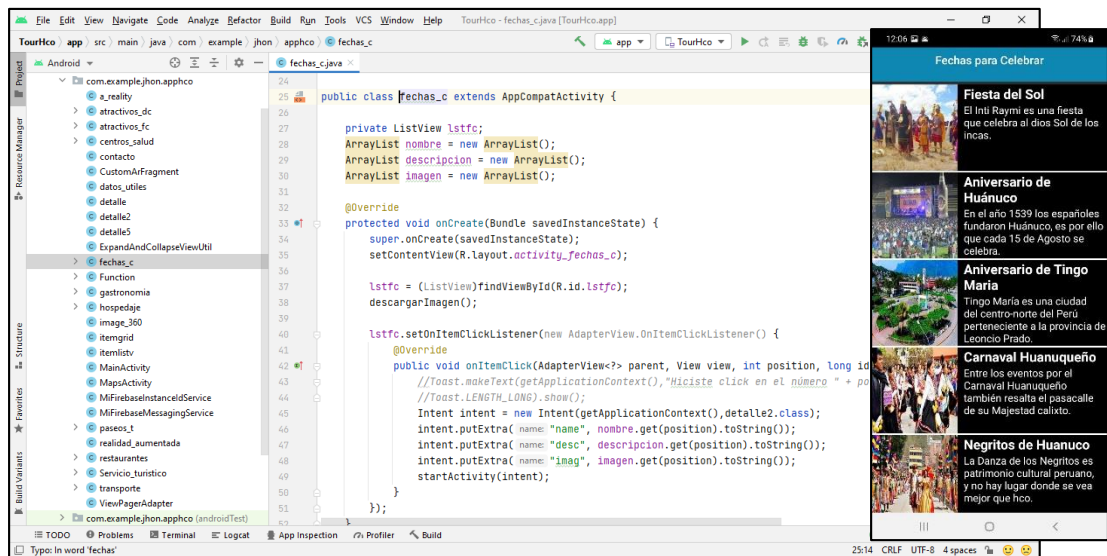 File Edit View Navigate Code Analyze Refactor Build Run Tools VCS Window Help TourHco - fechas_c.java [TourHco.app]
TourHco app src main java com example jhon apphco fechas_c
app TourHco
Project
Resource Manager
Structure
Favorites
Build Variants
Android
com.example.jhon.apphco
a_reality
atractivos_dc
atractivos_fc
centros_salud
contacto
CustomArFragment
datos_utiles
detalle
detalle2
detalle5
ExpandAndCollapseViewUtil
fechas_c
Function
gastronomia
hospedaje
image_360
itemgrid
itemlistv
MainActivity
MapsActivity
MiFirebaseInstanceIdService
MiFirebaseMessagingService
paseos_t
realidad_aumentada
restaurantes
Servicio_turistico
transporte
ViewPagerAdapter
com.example.jhon.apphco (androidTest)
fechas_c.java
24
25 public class fechas_c extends AppCompatActivity {
26
27 private ListView lstfc;
28 ArrayList nombre = new ArrayList();
29 ArrayList descripcion = new ArrayList();
30 ArrayList imagen = new ArrayList();
31
32 @Override
33 protected void onCreate(Bundle savedInstanceState) {
34 super.onCreate(savedInstanceState);
35 setContentView(R.layout.activity_fechas_c);
36
37 lstfc = (ListView)findViewById(R.id.lstfc);
38 descargarImagen();
39
40 lstfc.setOnItemClickListener(new AdapterView.OnItemClickListener() {
41 @Override
42 public void onItemClick(AdapterView<?> parent, View view, int position, long id
43 //Toast.makeText(getApplicationContext(),"Hiciste click en el número " + po
44 //Toast.LENGTH_LONG).show();
45 Intent intent = new Intent(getApplicationContext(),detalle2.class);
46 intent.putExtra( name: "name", nombre.get(position).toString());
47 intent.putExtra( name: "desc", descripcion.get(position).toString());
48 intent.putExtra( name: "imag", imagen.get(position).toString());
49 startActivity(intent);
50 }
51 });
52 }
TODO Problems Terminal Logcat App Inspection Profiler Build
Typo: In word 'fechas'
25:14 CRLF UTF-8 4 spaces
12:06 74%
Fechas para Celebrar
Fiesta del Sol
El Inti Raymi es una fiesta
que celebra al dios Sol de los
incas.
Aniversario de
Huánuco
En el año 1539 los españoles
fundaron Huánuco, es por ello
que cada 15 de Agosto se
celebra.
Aniversario de Tingo
Maria
Tingo María es una ciudad
del centro-norte del Perú
perteneciente a la provincia de
Leoncio Prado.
Carnaval Huanuqueño
Entre los eventos por el
Carnaval Huanuqueño
también resalta el pasacalle
de su Majestad calixto.
Negritos de Huanuco
La Danza de los Negritos es
patrimonio cultural peruano,
y no hay lugar donde se vea
mejor que hco.